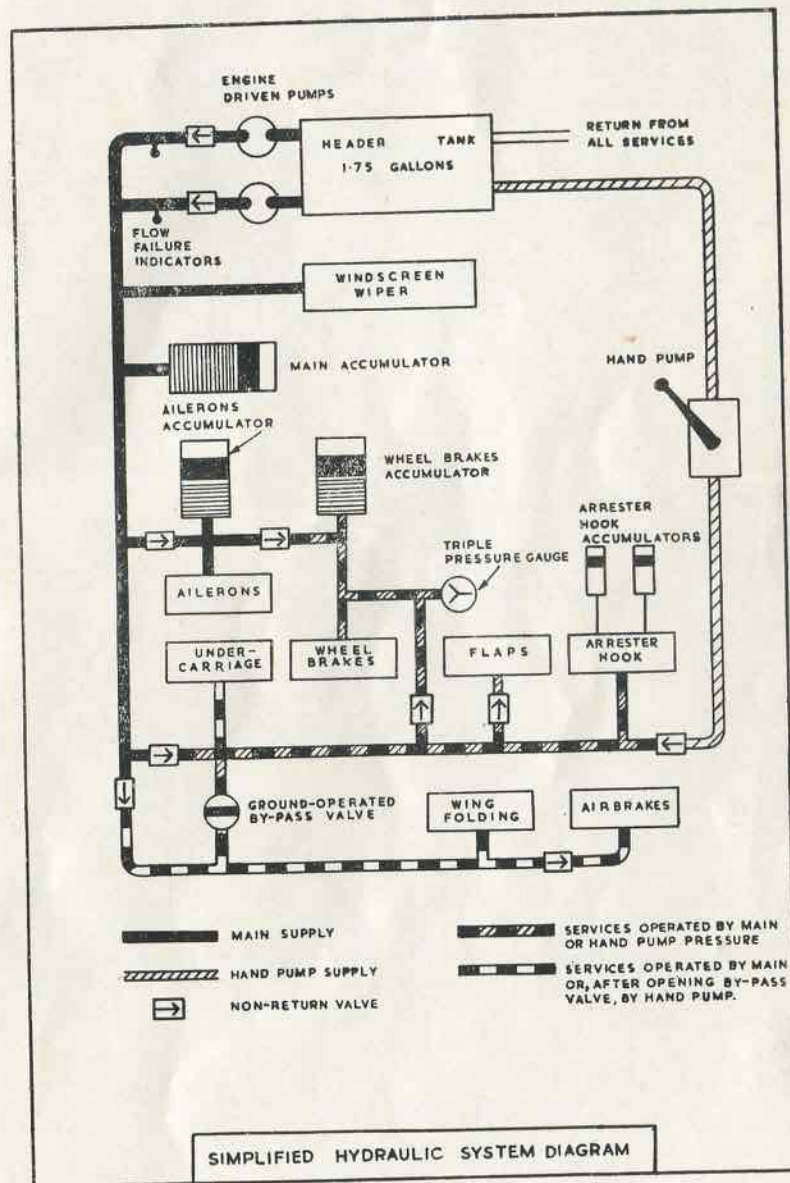 ENGINE
DRIVEN PUMPS
HEADER TANK
1·75 GALLONS
RETURN FROM
ALL SERVICES
FLOW
FAILURE
INDICATORS
WINDSCREEN
WIPER
HAND PUMP
MAIN ACCUMULATOR
AILERONS
ACCUMULATOR
WHEEL BRAKES
ACCUMULATOR
ARRESTER
HOOK
ACCUMULATORS
TRIPLE
PRESSURE GAUGE
AILERONS
UNDER-
CARRIAGE
WHEEL
BRAKES
FLAPS
ARRESTER
HOOK
GROUND-OPERATED
BY-PASS VALVE
WING
FOLDING
AIRBRAKES
MAIN SUPPLY
HAND PUMP SUPPLY
NON-RETURN VALVE
SERVICES OPERATED BY MAIN
OR HAND PUMP PRESSURE
SERVICES OPERATED BY MAIN
OR, AFTER OPENING BY-PASS
VALVE, BY HAND PUMP.
SIMPLIFIED HYDRAULIC SYSTEM DIAGRAM